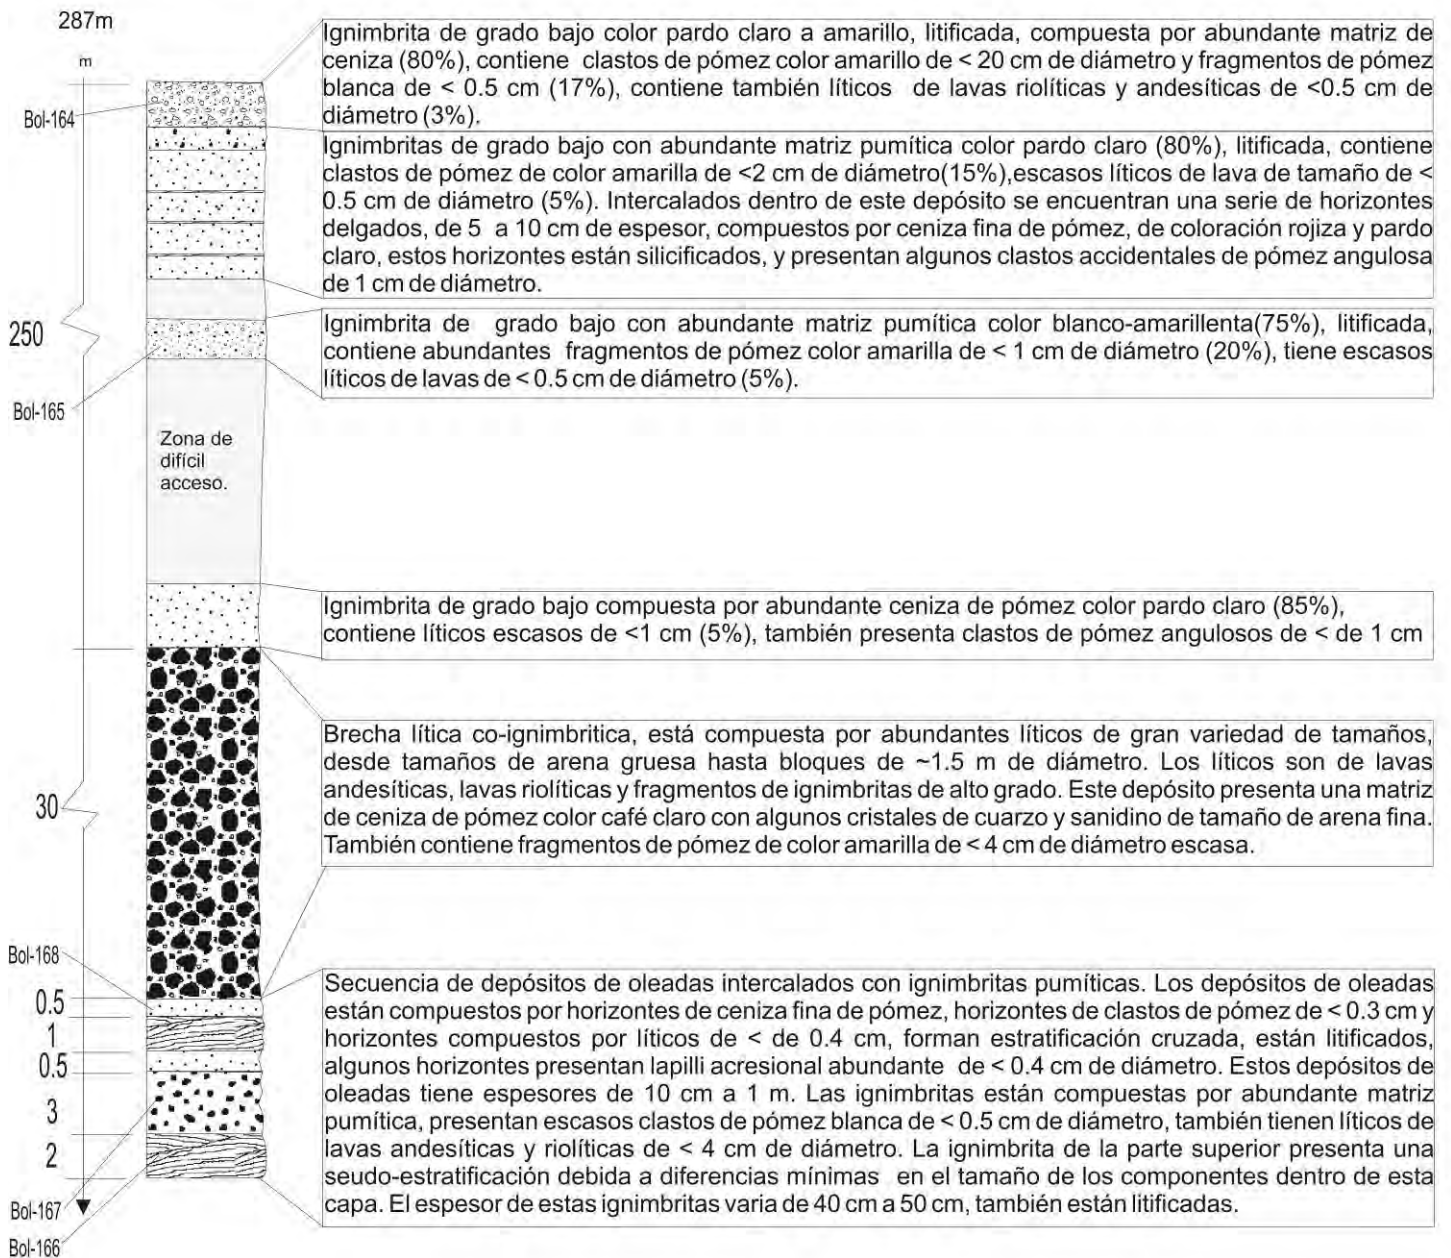 287m
m
Bol-164
Ignimbrita de grado bajo color pardo claro a amarillo, litificada, compuesta por abundante matriz de
ceniza (80%), contiene clastos de pómez color amarillo de < 20 cm de diámetro y fragmentos de pómez
blanca de < 0.5 cm (17%), contiene también líticos de lavas riolíticas y andesíticas de <0.5 cm de
diámetro (3%).
Ignimbritas de grado bajo con abundante matriz pumítica color pardo claro (80%), litificada, contiene
clastos de pómez de color amarilla de <2 cm de diámetro(15%),escasos líticos de lava de tamaño de <
0.5 cm de diámetro (5%). Intercalados dentro de este depósito se encuentran una serie de horizontes
delgados, de 5 a 10 cm de espesor, compuestos por ceniza fina de pómez, de coloración rojiza y pardo
claro, estos horizontes están silicificados, y presentan algunos clastos accidentales de pómez angulosa
de 1 cm de diámetro.
250
Ignimbrita de grado bajo con abundante matriz pumítica color blanco-amarillenta(75%), litificada,
contiene abundantes fragmentos de pómez color amarilla de < 1 cm de diámetro (20%), tiene escasos
líticos de lavas de < 0.5 cm de diámetro (5%).
Bol-165
Zona de
difícil
acceso.
Ignimbrita de grado bajo compuesta por abundante ceniza de pómez color pardo claro (85%),
contiene líticos escasos de <1 cm (5%), también presenta clastos de pómez angulosos de < de 1 cm
Brecha lítica co-ignimbritica, está compuesta por abundantes líticos de gran variedad de tamaños,
desde tamaños de arena gruesa hasta bloques de ~1.5 m de diámetro. Los líticos son de lavas
andesíticas, lavas riolíticas y fragmentos de ignimbritas de alto grado. Este depósito presenta una matriz
de ceniza de pómez color café claro con algunos cristales de cuarzo y sanidino de tamaño de arena fina.
También contiene fragmentos de pómez de color amarilla de < 4 cm de diámetro escasa.
30
Bol-168
0.5
1
0.5
3
2
Secuencia de depósitos de oleadas intercalados con ignimbritas pumíticas. Los depósitos de oleadas
están compuestos por horizontes de ceniza fina de pómez, horizontes de clastos de pómez de < 0.3 cm y
horizontes compuestos por líticos de < de 0.4 cm, forman estratificación cruzada, están litificados,
algunos horizontes presentan lapilli acresional abundante de < 0.4 cm de diámetro. Estos depósitos de
oleadas tiene espesores de 10 cm a 1 m. Las ignimbritas están compuestas por abundante matriz
pumítica, presentan escasos clastos de pómez blanca de < 0.5 cm de diámetro, también tienen líticos de
lavas andesíticas y riolíticas de < 4 cm de diámetro. La ignimbrita de la parte superior presenta una
seudo-estratificación debida a diferencias mínimas en el tamaño de los componentes dentro de esta
capa. El espesor de estas ignimbritas varia de 40 cm a 50 cm, también están litificadas.
Bol-167
Bol-166